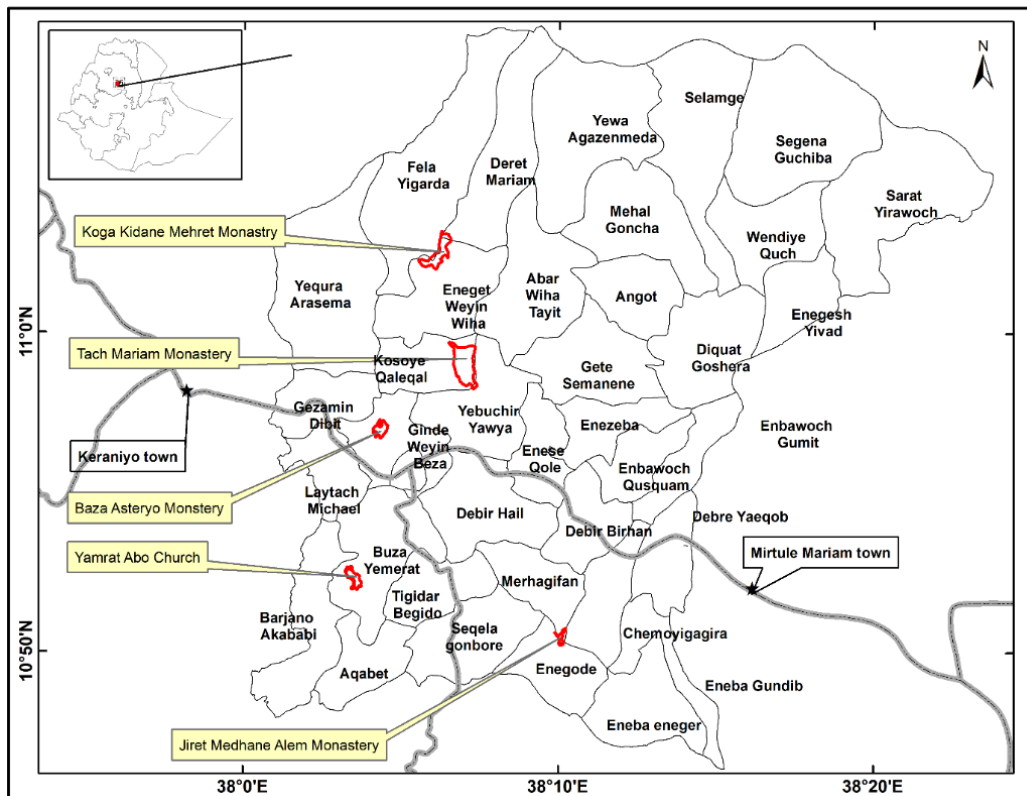 N
Selamge
Yewa
Agazenmeda
Segena
Guchiba
Fela
Yigarda
Deret
Mariam
Sarat
Yirawoch
Mehal
Goncha
Koga Kidane Mehret Monastry
Wendiye
Quch
Yequra
Arasema
Eneget
Weyin
Wiha
Abar
Wiha
Tayit
Angot
Enegesh
Yivad
11°0'N
Tach Mariam Monastery
Kosoye
Qaleqal
Gete
Semanene
Diquat
Goshera
Gezamin
Dibit
Yebuchir
Yawya
Enezeba
Enbawoch
Gumit
Keraniyo town
Ginde
Weyin
Beza
Enese
Qole
Enbawoch
Qusquam
Baza Asteryo Monstery
Laytach
Michael
Debir Hail
Debir Birhan
Debre Yaeqob
Yamrat Abo Church
Buza
Yemerat
Mirtule Mariam town
Merhagifan
Tigidar
Begido
Barjano
Akababi
Seqela
gonbore
Chemoyigagira
10°50'N
Aqabet
Enegode
Eneba Gundib
Eneba eneger
Jiret Medhane Alem Monastery
38°0'E
38°10'E
38°20'E